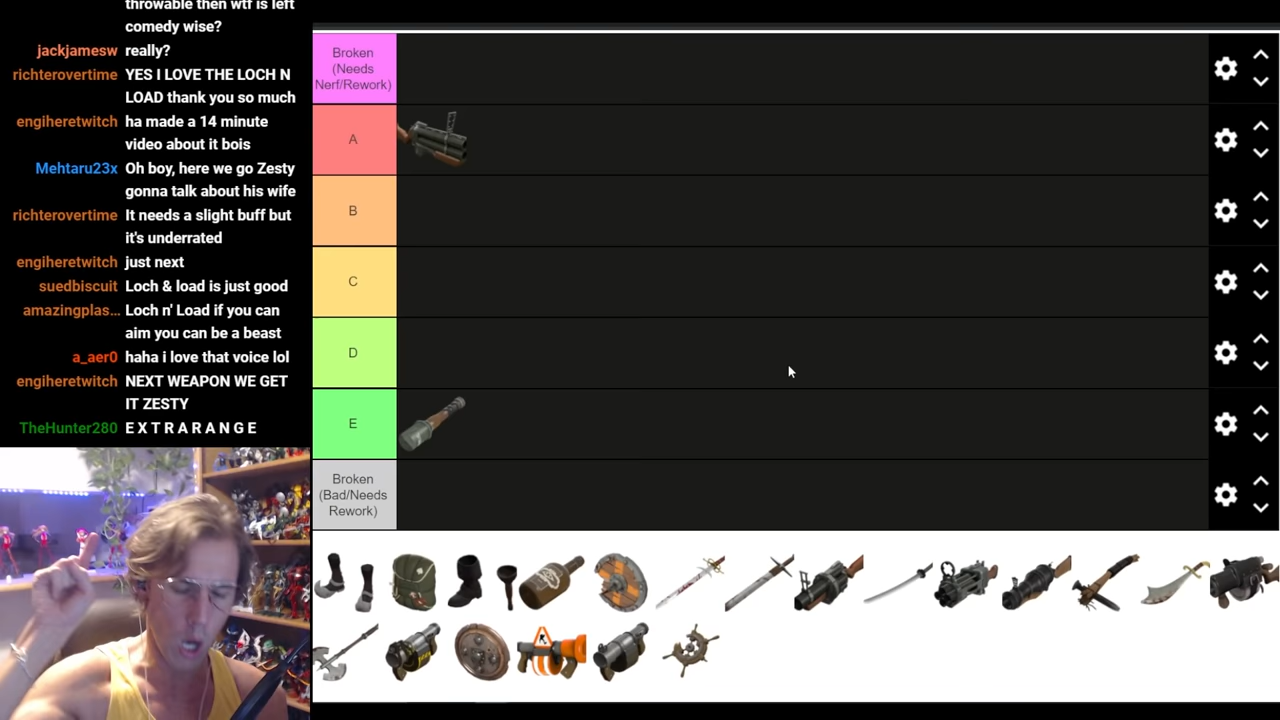 throwable then wtf is left
comedy wise?
jackjamesw really?
richterovertime YES I LOVE THE LOCH N
LOAD thank you so much
engiheretwitch ha made a 14 minute
video about it bois
Mehtaru23x Oh boy, here we go Zesty
gonna talk about his wife
richterovertime It needs a slight buff but
it's underrated
engiheretwitch just next
suedbiscuit Loch & load is just good
amazingplas... Loch n' Load if you can
aim you can be a beast
a_aer0 haha i love that voice lol
engiheretwitch NEXT WEAPON WE GET
IT ZESTY
TheHunter280 E X T R A R A N G E
Broken
(Needs
Nerf/Rework)
A
B
C
D
E
Broken
(Bad/Needs
Rework)